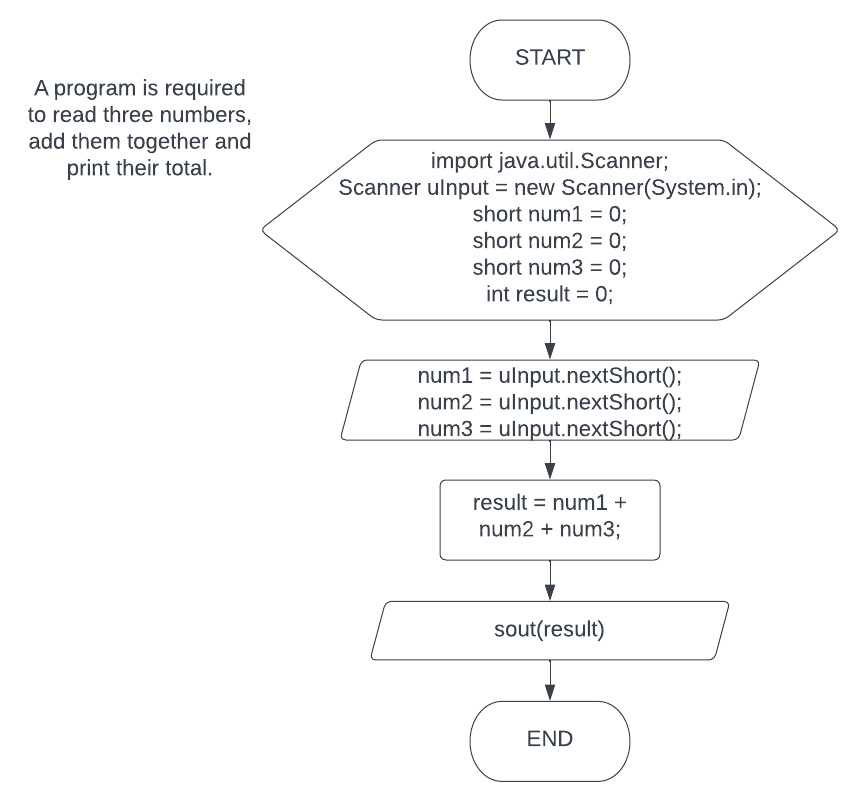 A program is required
to read three numbers,
add them together and
print their total.
START
import java.util.Scanner;
Scanner uInput = new Scanner(System.in);
short num1 = 0;
short num2 = 0;
short num3 = 0;
int result = 0;
num1 = uInput.nextShort();
num2 = uInput.nextShort();
num3 = uInput.nextShort();
result = num1 +
num2 + num3;
sout(result)
END